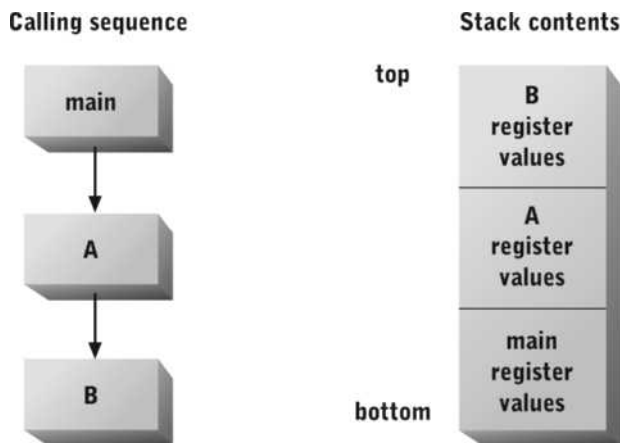 Calling sequence
main
A
B
Stack contents
top
B
register
values
A
register
values
main
register
values
bottom